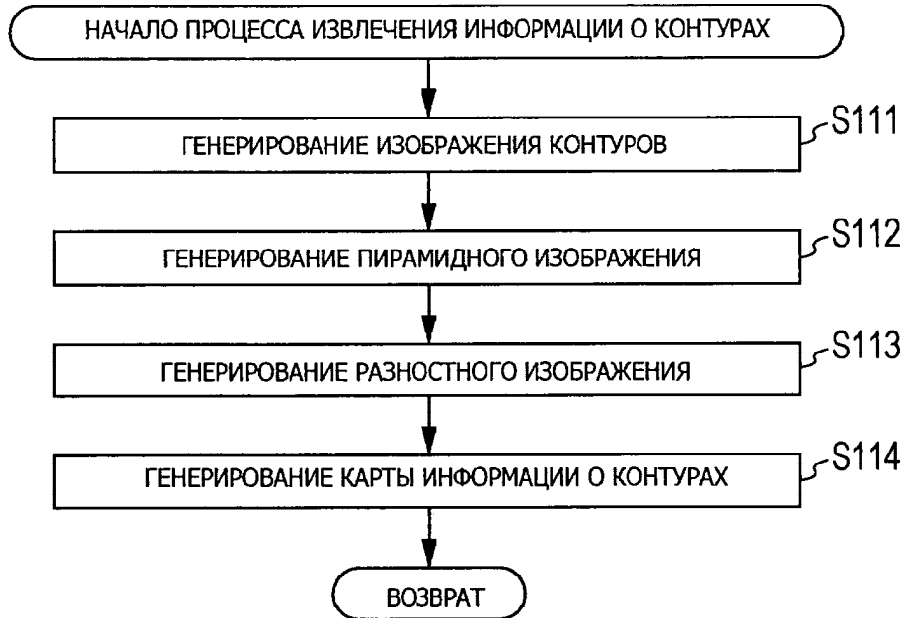 НАЧАЛО ПРОЦЕССА ИЗВЛЕЧЕНИЯ ИНФОРМАЦИИ О КОНТУРАХ
ГЕНЕРИРОВАНИЕ ИЗОБРАЖЕНИЯ КОНТУРОВ
S111
ГЕНЕРИРОВАНИЕ ПИРАМИДНОГО ИЗОБРАЖЕНИЯ
S112
ГЕНЕРИРОВАНИЕ РАЗНОСТНОГО ИЗОБРАЖЕНИЯ
S113
ГЕНЕРИРОВАНИЕ КАРТЫ ИНФОРМАЦИИ О КОНТУРАХ
S114
ВОЗВРАТ